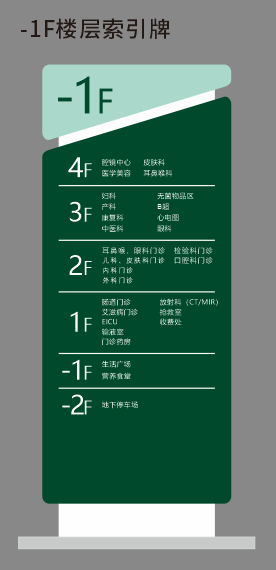 -1F楼层索引牌
-1F
4F 腔镜中心 皮肤科
医学美容 耳鼻喉科
3F 妇科 无菌物品区
产科 B超
康复科 心电图
中医科 眼科
2F 耳鼻喉、眼科门诊 检验科门诊
儿科、皮肤科门诊 口腔科门诊
内科门诊
外科门诊
1F 肠道门诊 放射科（CT/MIR）
艾滋病门诊 抢救室
EICU 收费处
输液室
门诊药房
-1F 生活广场
营养食堂
-2F 地下停车场